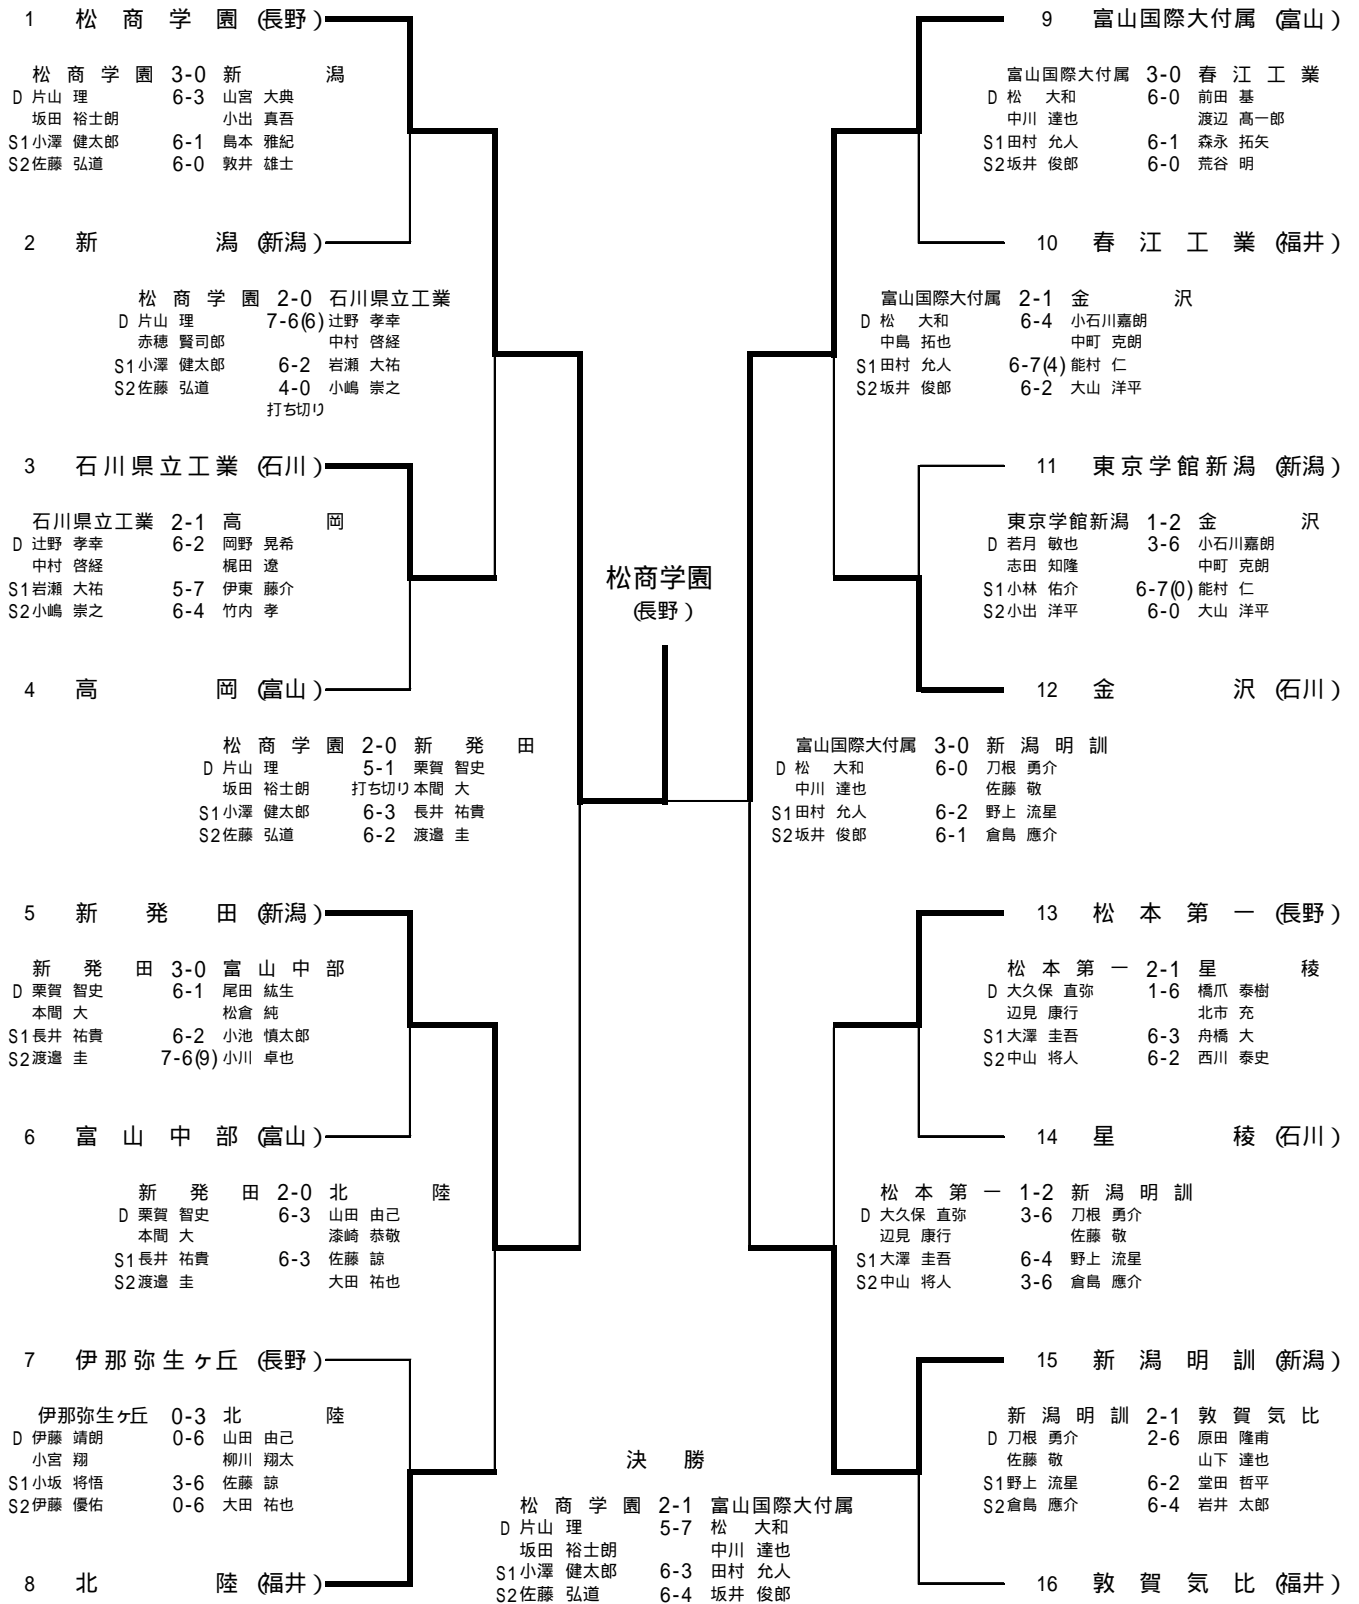 1 松商学園 (長野)
松商学園 3-0 新潟
D 片山 理 6-3 山宮 大典
坂田 裕士朗 小出 真吾
S1 小澤 健太郎 6-1 島本 雅紀
S2 佐藤 弘道 6-0 敦井 雄士
2 新潟 (新潟)
松商学園 2-0 石川県立工業
D 片山 理 7-6(6) 辻野 孝幸
赤穂 賢司郎 中村 啓経
S1 小澤 健太郎 6-2 岩瀬 大祐
S2 佐藤 弘道 4-0 小嶋 崇之
打ち切り
3 石川県立工業 (石川)
石川県立工業 2-1 高岡
D 辻野 孝幸 6-2 岡野 晃希
中村 啓経 梶田 遼
S1 岩瀬 大祐 5-7 伊東 藤介
S2 小嶋 崇之 6-4 竹内 孝
4 高岡 (富山)
松商学園 2-0 新発田
D 片山 理 5-1 栗賀 智史
坂田 裕士朗 打ち切り 本間 大
S1 小澤 健太郎 6-3 長井 祐貴
S2 佐藤 弘道 6-2 渡邉 圭
5 新発田 (新潟)
新発田 3-0 富山中部
D 栗賀 智史 6-1 尾田 紘生
本間 大 松倉 純
S1 長井 祐貴 6-2 小池 慎太郎
S2 渡邉 圭 7-6(9) 小川 卓也
6 富山中部 (富山)
新発田 2-0 北陸
D 栗賀 智史 6-3 山田 由己
本間 大 漆崎 恭敬
S1 長井 祐貴 6-3 佐藤 諒
S2 渡邉 圭 大田 祐也
7 伊那弥生ヶ丘 (長野)
伊那弥生ヶ丘 0-3 北陸
D 伊藤 靖朗 0-6 山田 由己
小宮 翔 柳川 翔太
S1 小坂 将悟 3-6 佐藤 諒
S2 伊藤 優佑 0-6 大田 祐也
8 北陸 (福井)
松商学園
(長野)
決勝
松商学園 2-1 富山国際大付属
D 片山 理 5-7 松 大和
坂田 裕士朗 中川 達也
S1 小澤 健太郎 6-3 田村 允人
S2 佐藤 弘道 6-4 坂井 俊郎
9 富山国際大付属 (富山)
富山国際大付属 3-0 春江工業
D 松 大和 6-0 前田 基
中川 達也 渡辺 髙一郎
S1 田村 允人 6-1 森永 拓矢
S2 坂井 俊郎 6-0 荒谷 明
10 春江工業 (福井)
富山国際大付属 2-1 金沢
D 松 大和 6-4 小石川嘉朗
中島 拓也 中町 克朗
S1 田村 允人 6-7(4) 能村 仁
S2 坂井 俊郎 6-2 大山 洋平
11 東京学館新潟 (新潟)
東京学館新潟 1-2 金沢
D 若月 敏也 3-6 小石川嘉朗
志田 知隆 中町 克朗
S1 小林 佑介 6-7(0) 能村 仁
S2 小出 洋平 6-0 大山 洋平
12 金沢 (石川)
富山国際大付属 3-0 新潟明訓
D 松 大和 6-0 刀根 勇介
中川 達也 佐藤 敬
S1 田村 允人 6-2 野上 流星
S2 坂井 俊郎 6-1 倉島 應介
13 松本第一 (長野)
松本第一 2-1 星稜
D 大久保 直弥 1-6 橋爪 泰樹
辺見 康行 北市 充
S1 大澤 圭吾 6-3 舟橋 大
S2 中山 将人 6-2 西川 泰史
14 星稜 (石川)
松本第一 1-2 新潟明訓
D 大久保 直弥 3-6 刀根 勇介
辺見 康行 佐藤 敬
S1 大澤 圭吾 6-4 野上 流星
S2 中山 将人 3-6 倉島 應介
15 新潟明訓 (新潟)
新潟明訓 2-1 敦賀気比
D 刀根 勇介 2-6 原田 隆甫
佐藤 敬 山下 達也
S1 野上 流星 6-2 堂田 哲平
S2 倉島 應介 6-4 岩井 太郎
16 敦賀気比 (福井)